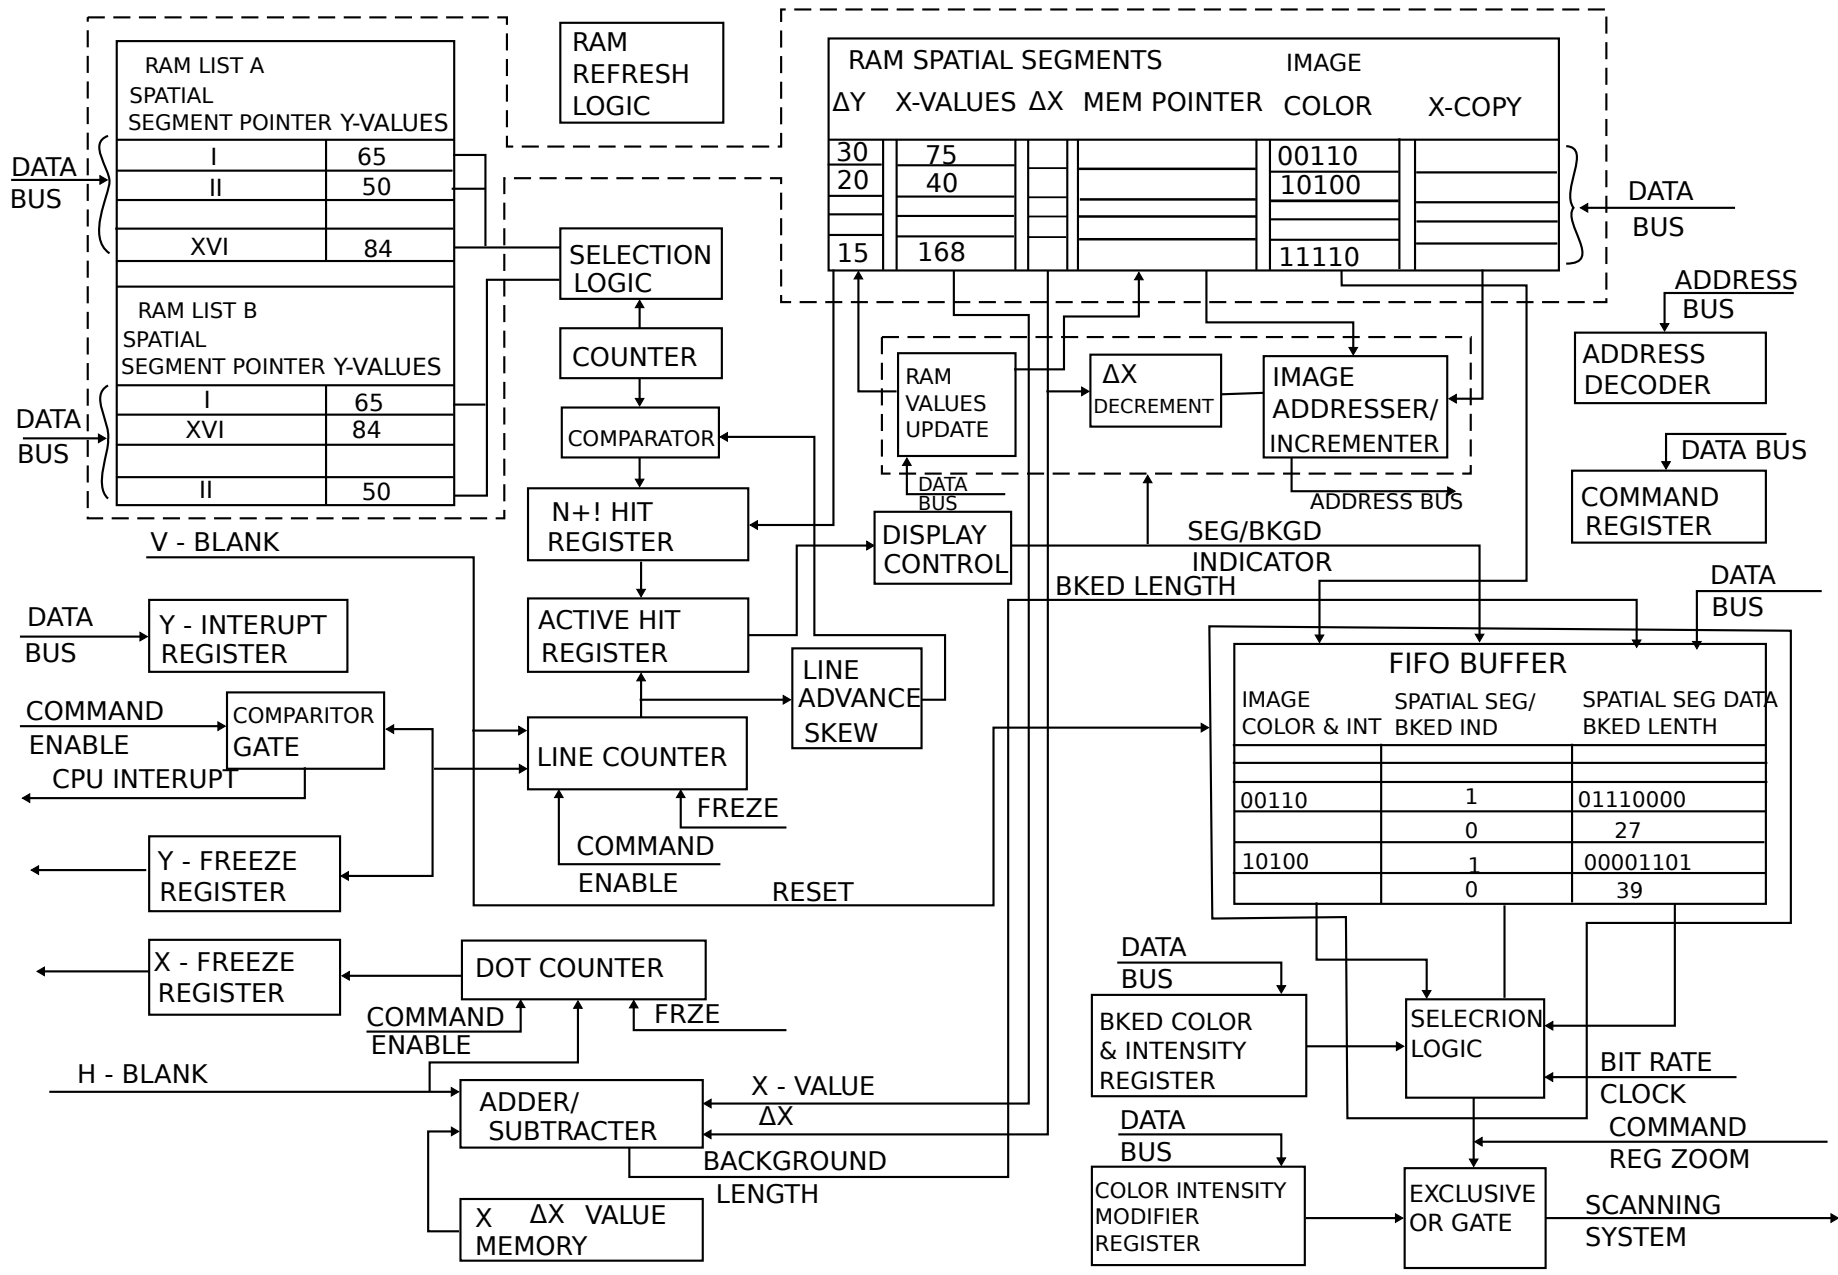 RAM LIST A
SPATIAL
SEGMENT POINTER Y-VALUES
I 65
II 50
XVI 84
RAM LIST B
SPATIAL
SEGMENT POINTER Y-VALUES
I 65
XVI 84
II 50
DATA
BUS
DATA
BUS
RAM
REFRESH
LOGIC
SELECTION
LOGIC
COUNTER
COMPARATOR
N+! HIT
REGISTER
ACTIVE HIT
REGISTER
LINE COUNTER
LINE
ADVANCE
SKEW
RAM SPATIAL SEGMENTS IMAGE
ΔY X-VALUES ΔX MEM POINTER COLOR X-COPY
30 75 00110
20 40 10100
15 168 11110
DATA
BUS
ADDRESS
BUS
ADDRESS
DECODER
DATA BUS
COMMAND
REGISTER
RAM
VALUES
UPDATE
ΔX
DECREMENT
IMAGE
ADDRESSER/
INCREMENTER
DATA
BUS
ADDRESS BUS
DISPLAY
CONTROL
SEG/BKGD
INDICATOR
BKED LENGTH
DATA
BUS
V - BLANK
DATA
BUS
Y - INTERUPT
REGISTER
COMMAND
ENABLE
COMPARITOR
GATE
CPU INTERUPT
FREZE
COMMAND
ENABLE
Y - FREEZE
REGISTER
RESET
X - FREEZE
REGISTER
DOT COUNTER
COMMAND
ENABLE
FRZE
H - BLANK
ADDER/
SUBTRACTER
X - VALUE
ΔX
BACKGROUND
LENGTH
X ΔX VALUE
MEMORY
FIFO BUFFER
IMAGE
COLOR & INT
SPATIAL SEG/
BKED IND
SPATIAL SEG DATA
BKED LENTH
00110 1 01110000
0 27
10100 1 00001101
0 39
DATA
BUS
BKED COLOR
& INTENSITY
REGISTER
SELECRION
LOGIC
BIT RATE
CLOCK
COMMAND
REG ZOOM
DATA
BUS
COLOR INTENSITY
MODIFIER
REGISTER
EXCLUSIVE
OR GATE
SCANNING
SYSTEM